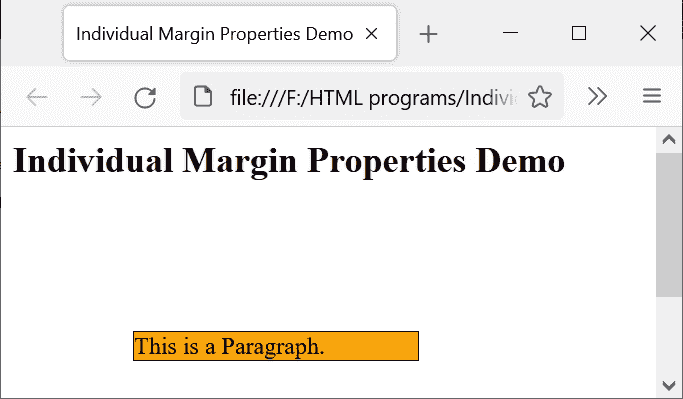 Individual Margin Properties Demo
file:///F:/HTML programs/Indivi
Individual Margin Properties Demo
This is a Paragraph.